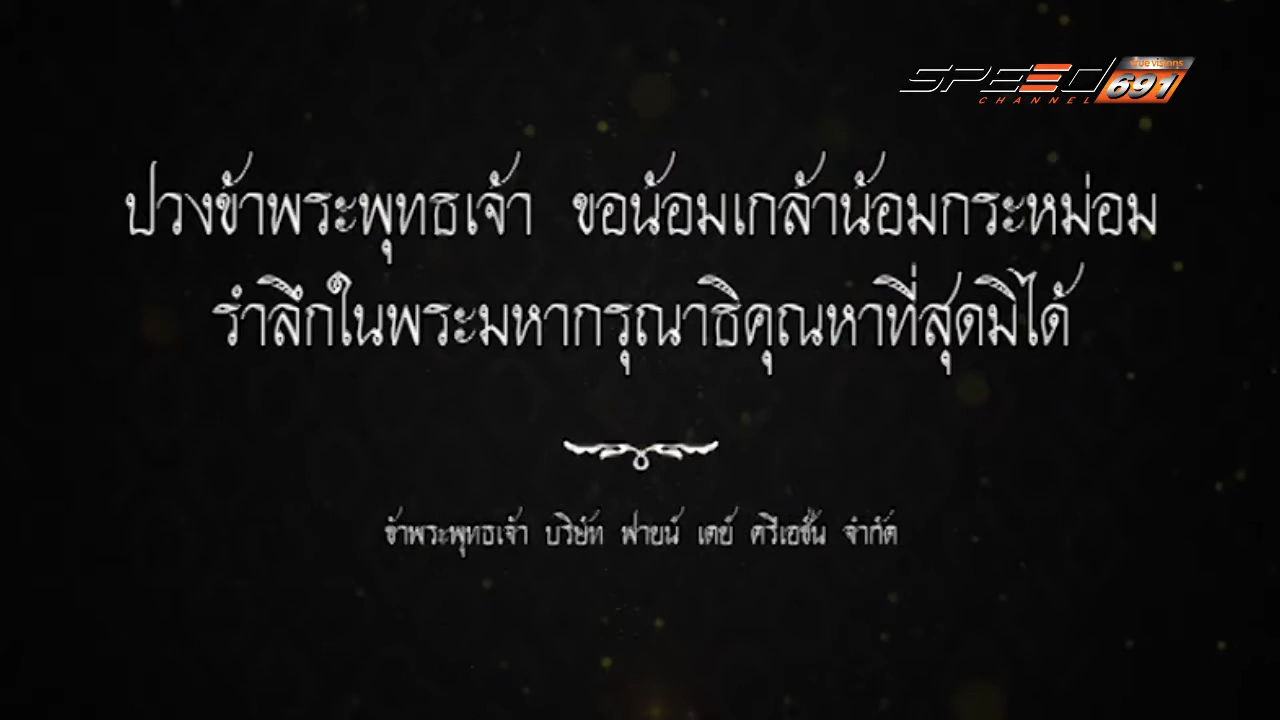 SPEED
true visions
CHANNEL 691
ปวงข้าพระพุทธเจ้า ขอน้อมเกล้าน้อมกระหม่อม
รำลึกในพระมหากรุณาธิคุณหาที่สุดมิได้
ข้าพระพุทธเจ้า บริษัท ฟายน์ เดย์ ครีเอชั่น จำกัด